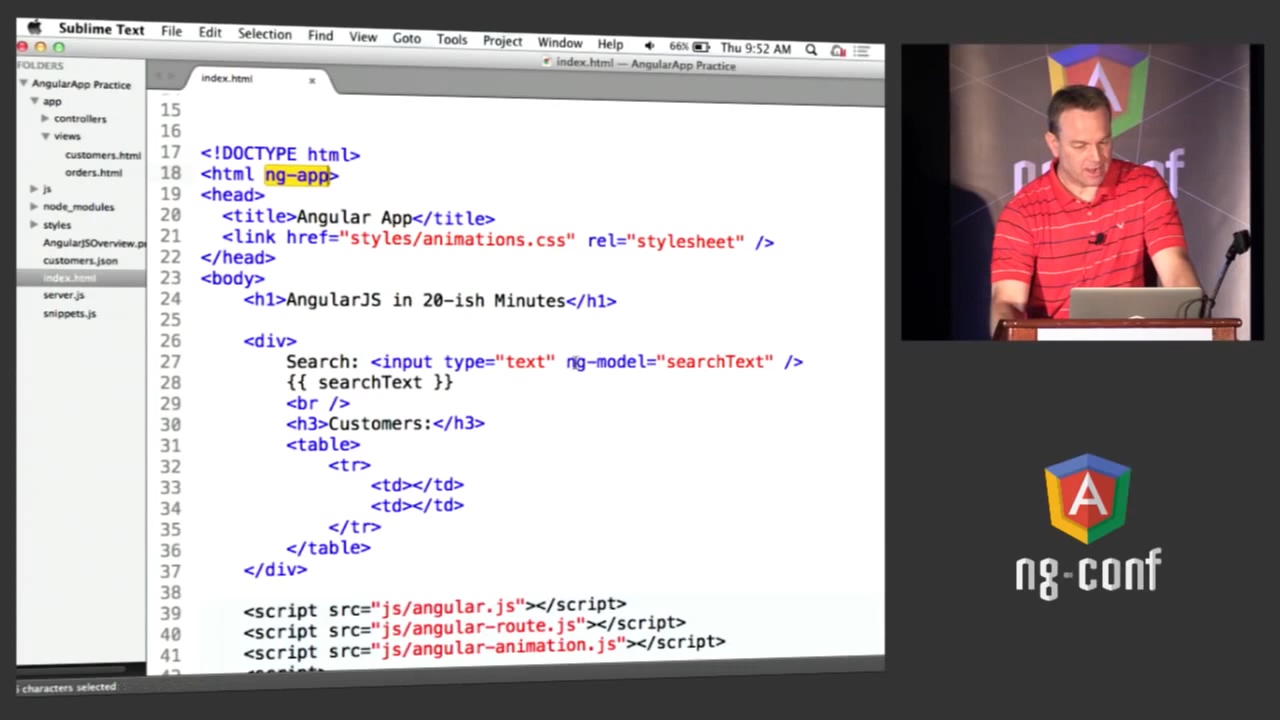 Sublime Text File Edit Selection Find View Goto Tools Project Window Help 66% Thu 9:52 AM
index.html — AngularApp Practice
FOLDERS
AngularApp Practice
app
controllers
views
customers.html
orders.html
js
node_modules
styles
AngularJSOverview.p
customers.json
index.html
server.js
snippets.js
index.html ×
15
16
17 <!DOCTYPE html>
18 <html ng-app>
19 <head>
20 <title>Angular App</title>
21 <link href="styles/animations.css" rel="stylesheet" />
22 </head>
23 <body>
24 <h1>AngularJS in 20-ish Minutes</h1>
25
26 <div>
27 Search: <input type="text" ng-model="searchText" />
28 {{ searchText }}
29 <br />
30 <h3>Customers:</h3>
31 <table>
32 <tr>
33 <td></td>
34 <td></td>
35 </tr>
36 </table>
37 </div>
38
39 <script src="js/angular.js"></script>
40 <script src="js/angular-route.js"></script>
41 <script src="js/angular-animation.js"></script>
characters selected
A
ng-conf
A
ng-conf